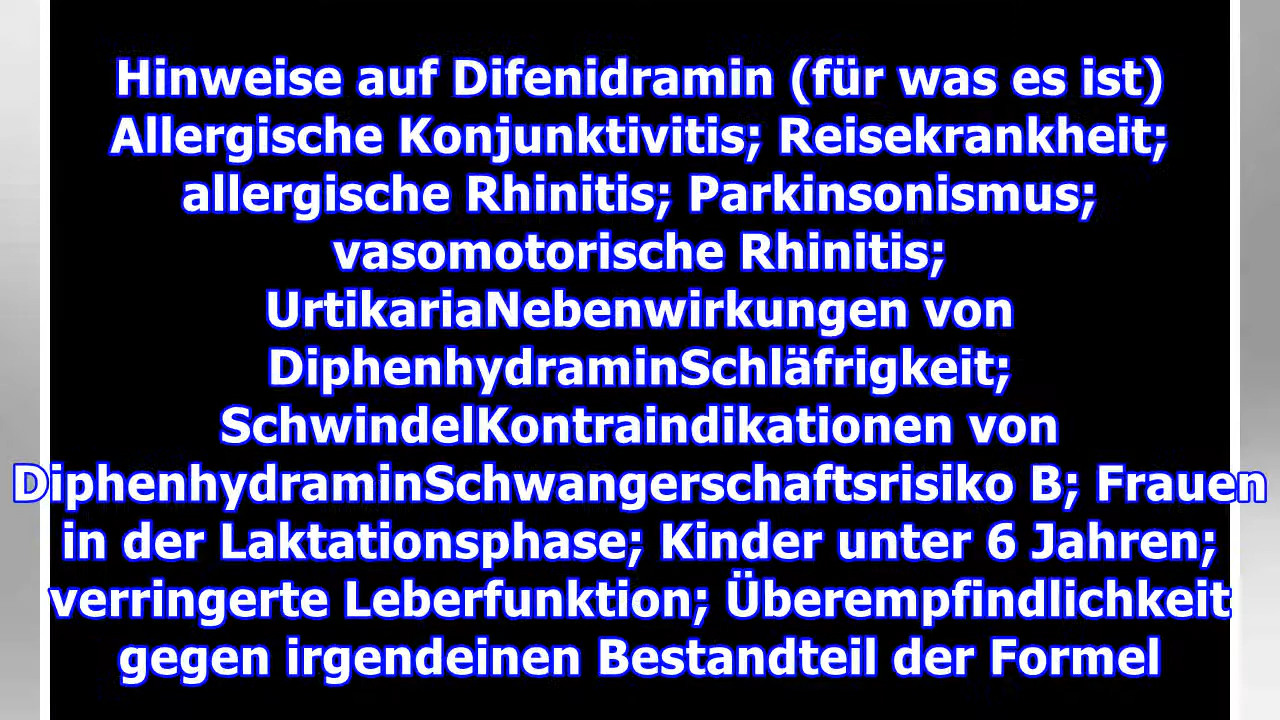 Hinweise auf Difenidramin (für was es ist)
Allergische Konjunktivitis; Reisekrankheit;
allergische Rhinitis; Parkinsonismus;
vasomotorische Rhinitis;
UrtikariaNebenwirkungen von
DiphenhydraminSchläfrigkeit;
SchwindelKontraindikationen von
DiphenhydraminSchwangerschaftsrisiko B; Frauen
in der Laktationsphase; Kinder unter 6 Jahren;
verringerte Leberfunktion; Überempfindlichkeit
gegen irgendeinen Bestandteil der Formel